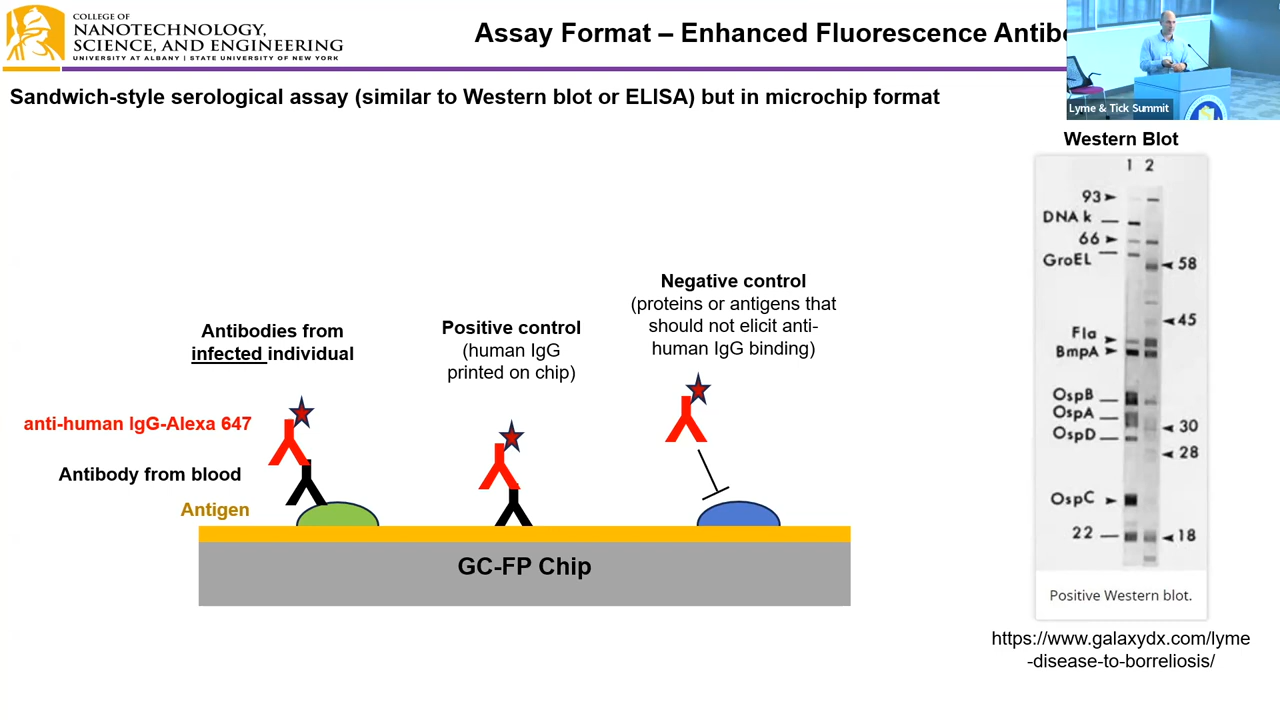 COLLEGE OF
NANOTECHNOLOGY,
SCIENCE, AND ENGINEERING
UNIVERSITY AT ALBANY | STATE UNIVERSITY OF NEW YORK
Assay Format – Enhanced Fluorescence
Lyme & Tick Summit
Sandwich-style serological assay (similar to Western blot or ELISA) but in microchip format
Antibodies from
infected individual
Positive control
(human IgG
printed on chip)
Negative control
(proteins or antigens that
should not elicit anti-
human IgG binding)
anti-human IgG-Alexa 647
Antibody from blood
Antigen
GC-FP Chip
Western Blot
1 2
93
DNA k
66
GroEL
58
45
Fla
BmpA
OspB
OspA
30
OspD
28
OspC
22
18
Positive Western blot.
https://www.galaxydx.com/lyme
-disease-to-borreliosis/